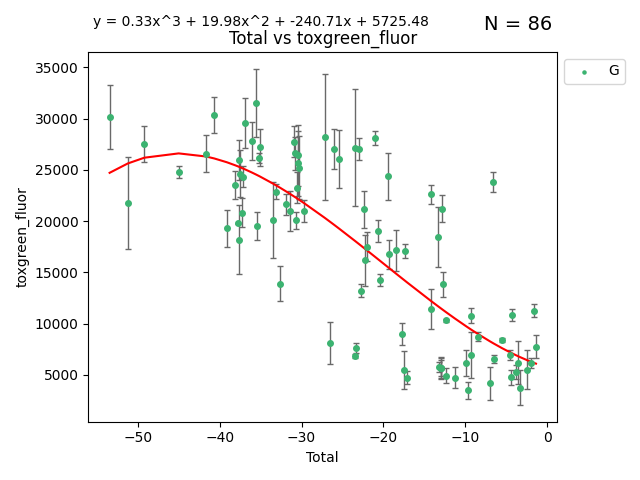 y = 0.33x^3 + 19.98x^2 + -240.71x + 5725.48
N = 86
Total vs toxgreen_fluor
G
35000
30000
25000
20000
15000
10000
5000
toxgreen_fluor
−50 −40 −30 −20 −10 0
Total